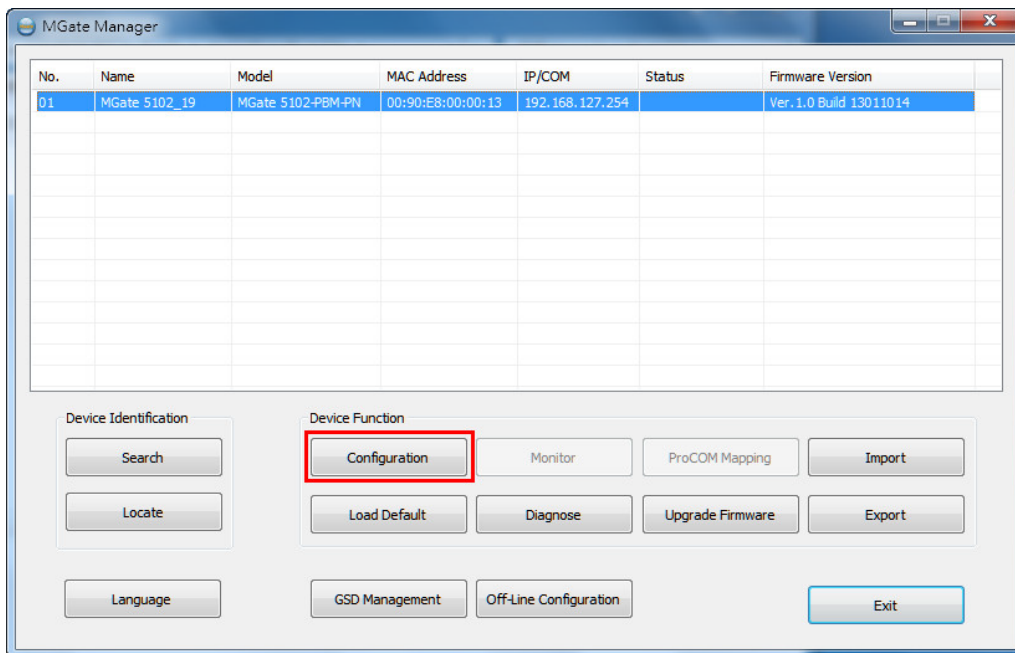 MGate Manager
No. Name Model MAC Address IP/COM Status Firmware Version
01 MGate 5102_19 MGate 5102-PBM-PN 00:90:E8:00:00:13 192.168.127.254 Ver.1.0 Build 13011014
Device Identification Device Function
Search Configuration Monitor ProCOM Mapping Import
Locate Load Default Diagnose Upgrade Firmware Export
Language GSD Management Off-Line Configuration Exit